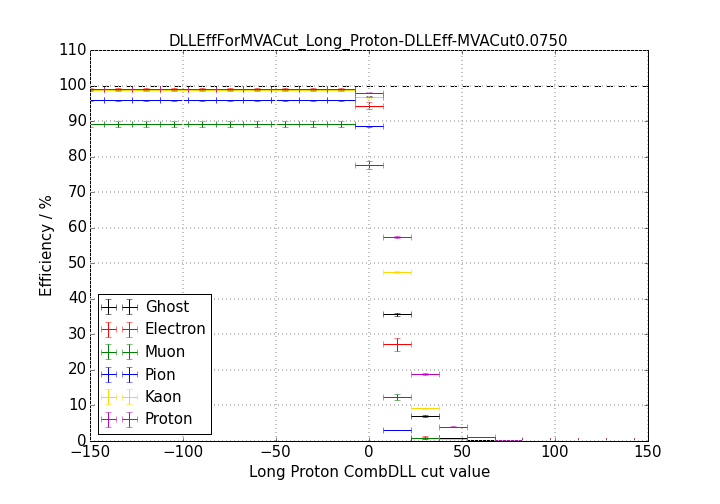 DLLEffForMVACut_Long_Proton-DLLEff-MVACut0.0750
110
100
90
80
70
60
50
40
30
20
10
0
Efficiency / %
Ghost
Electron
Muon
Pion
Kaon
Proton
−150 −100 −50 0 50 100 150
Long Proton CombDLL cut value